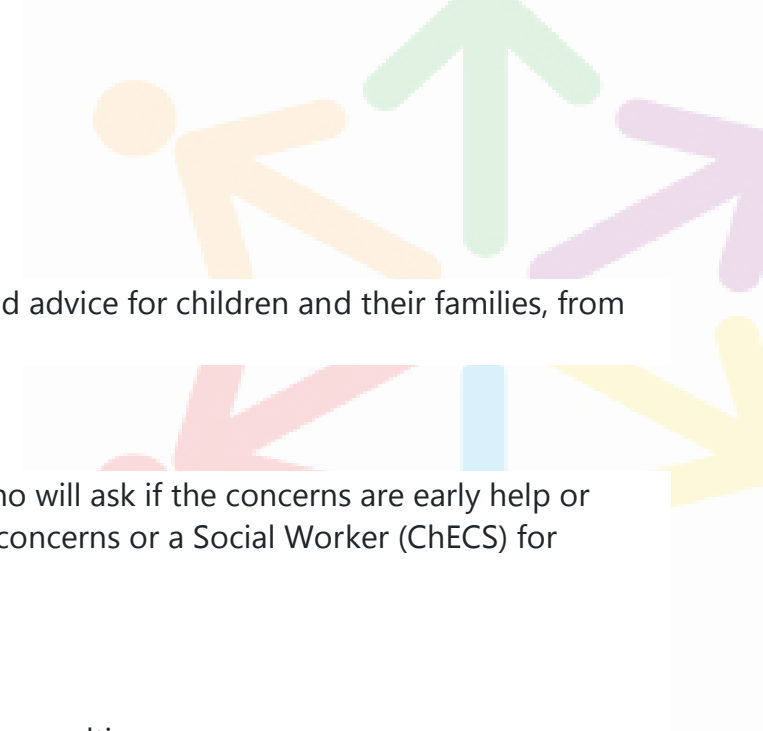 d advice for children and their families, from
o will ask if the concerns are early help or
concerns or a Social Worker (ChECS) for